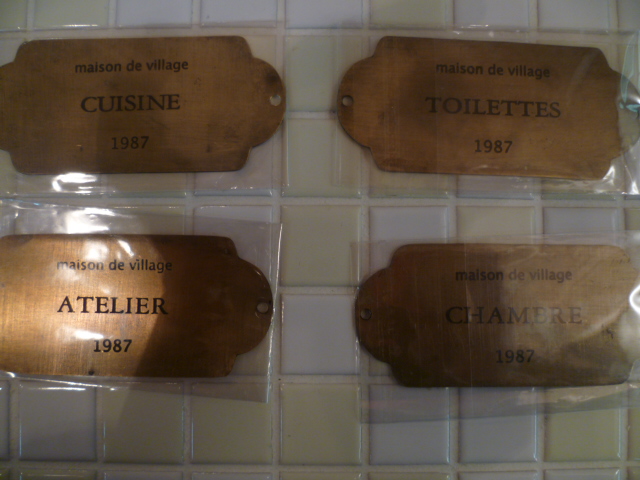 maison de village
CUISINE
1987
maison de village
TOILETTES
1987
maison de village
ATELIER
1987
maison de village
CHAMBRE
1987